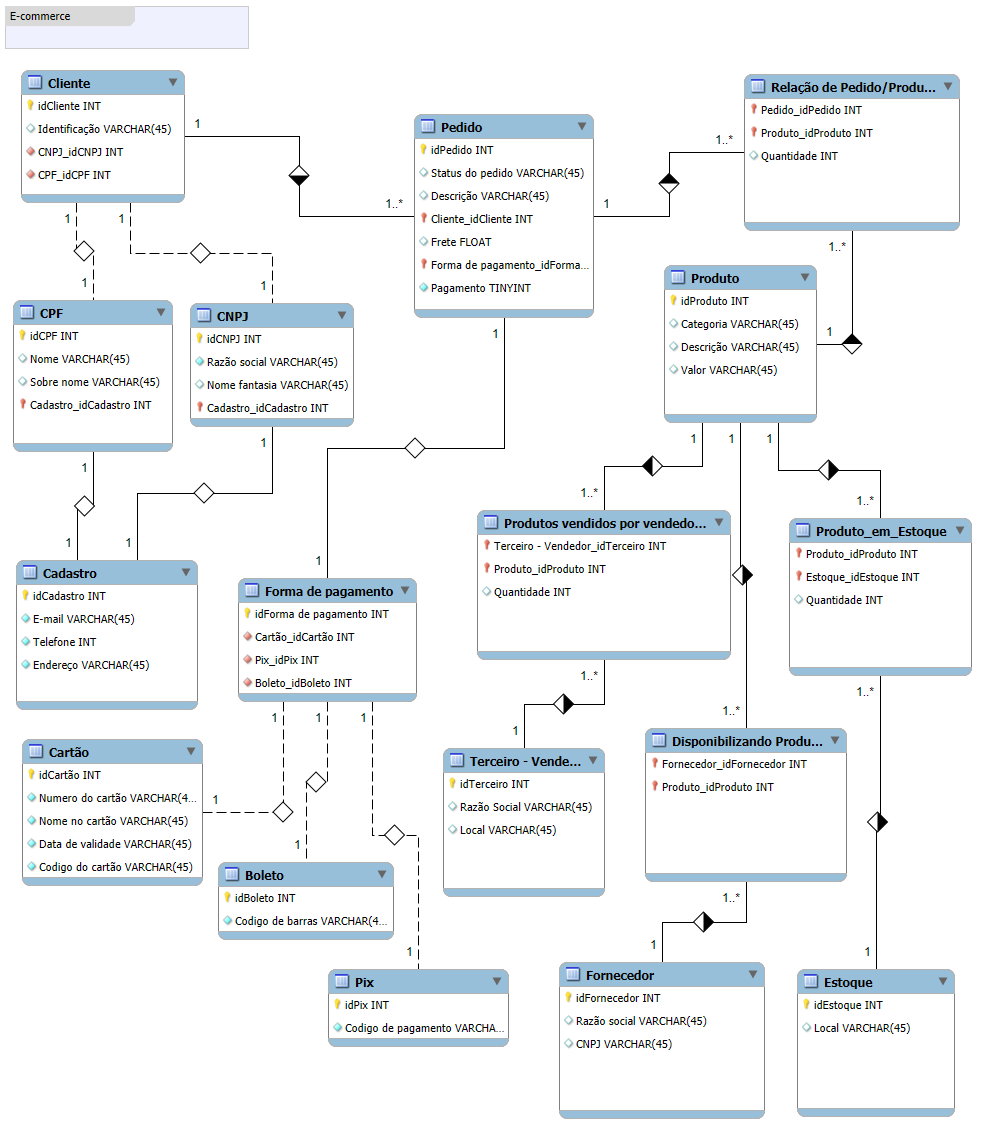 E-commerce
Cliente
idCliente INT
Identificação VARCHAR(45)
CNPJ_idCNPJ INT
CPF_idCPF INT
1
1..*
1
1
1
1
Pedido
idPedido INT
Status do pedido VARCHAR(45)
Descrição VARCHAR(45)
Cliente_idCliente INT
Frete FLOAT
Forma de pagamento_idForma...
Pagamento TINYINT
1
1..*
1
Relação de Pedido/Produ...
Pedido_idPedido INT
Produto_idProduto INT
Quantidade INT
1..*
1
Produto
idProduto INT
Categoria VARCHAR(45)
Descrição VARCHAR(45)
Valor VARCHAR(45)
1
1
1
CPF
idCPF INT
Nome VARCHAR(45)
Sobre nome VARCHAR(45)
Cadastro_idCadastro INT
1
1
CNPJ
idCNPJ INT
Razão social VARCHAR(45)
Nome fantasia VARCHAR(45)
Cadastro_idCadastro INT
1
1
Cadastro
idCadastro INT
E-mail VARCHAR(45)
Telefone INT
Endereço VARCHAR(45)
1
Forma de pagamento
idForma de pagamento INT
Cartão_idCartão INT
Pix_idPix INT
Boleto_idBoleto INT
1
1
1
1..*
Produtos vendidos por vendedo...
Terceiro - Vendedor_idTerceiro INT
Produto_idProduto INT
Quantidade INT
1..*
1
1..*
Produto_em_Estoque
Produto_idProduto INT
Estoque_idEstoque INT
Quantidade INT
1..*
1
Cartão
idCartão INT
Numero do cartão VARCHAR(4...
Nome no cartão VARCHAR(45)
Data de validade VARCHAR(45)
Codigo do cartão VARCHAR(45)
1
1
Boleto
idBoleto INT
Codigo de barras VARCHAR(4...
1
Pix
idPix INT
Codigo de pagamento VARCHA...
Terceiro - Vende...
idTerceiro INT
Razão Social VARCHAR(45)
Local VARCHAR(45)
1..*
Disponibilizando Produ...
Fornecedor_idFornecedor INT
Produto_idProduto INT
1..*
1
Fornecedor
idFornecedor INT
Razão social VARCHAR(45)
CNPJ VARCHAR(45)
Estoque
idEstoque INT
Local VARCHAR(45)